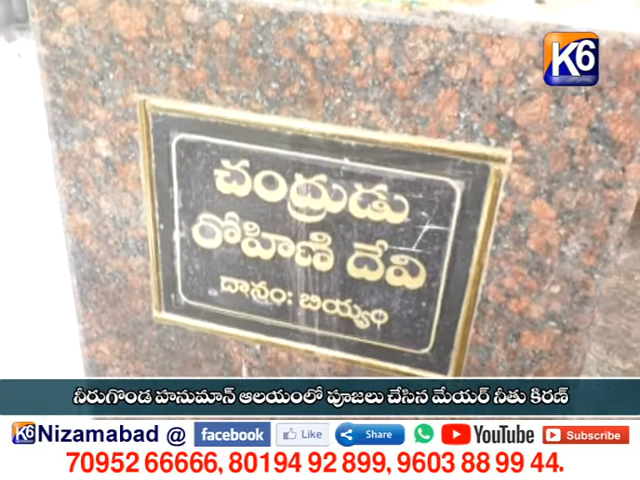 K6
చంద్రుడు
రోహిణి దేవి
దానం: బియ్యం
నీరుగొండ హనుమాన్ ఆలయంలో పూజలు చేసిన మేయర్ నీతు కిరణ్
K6 Nizamabad @ facebook Like Share YouTube Subscribe
70952 66666, 80194 92 899, 9603 88 99 44.